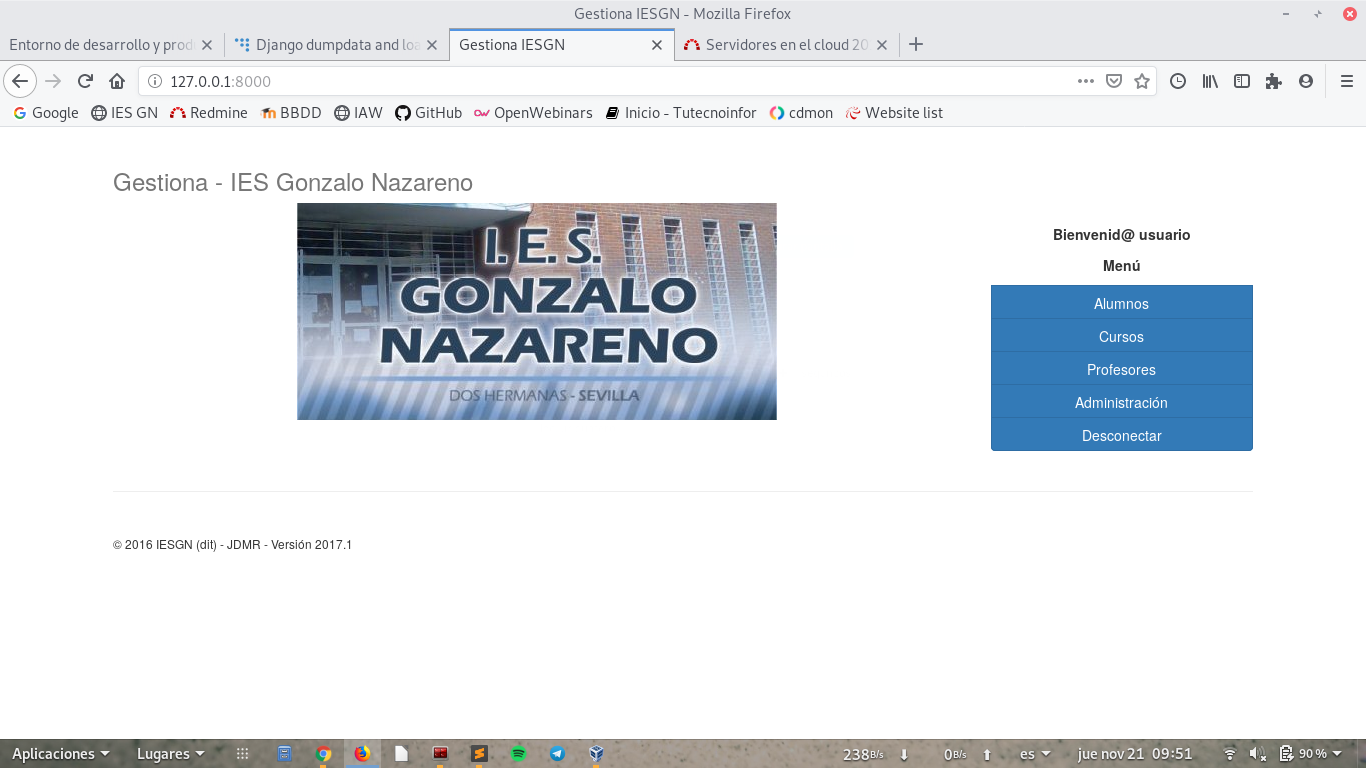 Gestiona IESGN - Mozilla Firefox
Entorno de desarrollo y prod
Django dumpdata and loa
Gestiona IESGN
Servidores en el cloud 20
127.0.0.1:8000
Google
IES GN
Redmine
BBDD
IAW
GitHub
OpenWebinars
Inicio - Tutecnoinfor
cdmon
Website list
Gestiona - IES Gonzalo Nazareno
I.E.S.
GONZALO
NAZARENO
DOS HERMANAS - SEVILLA
Bienvenid@ usuario
Menú
Alumnos
Cursos
Profesores
Administración
Desconectar
© 2016 IESGN (dit) - JDMR - Versión 2017.1
Aplicaciones
Lugares
238B/s
0B/s
es
jue nov 21 09:51
90 %